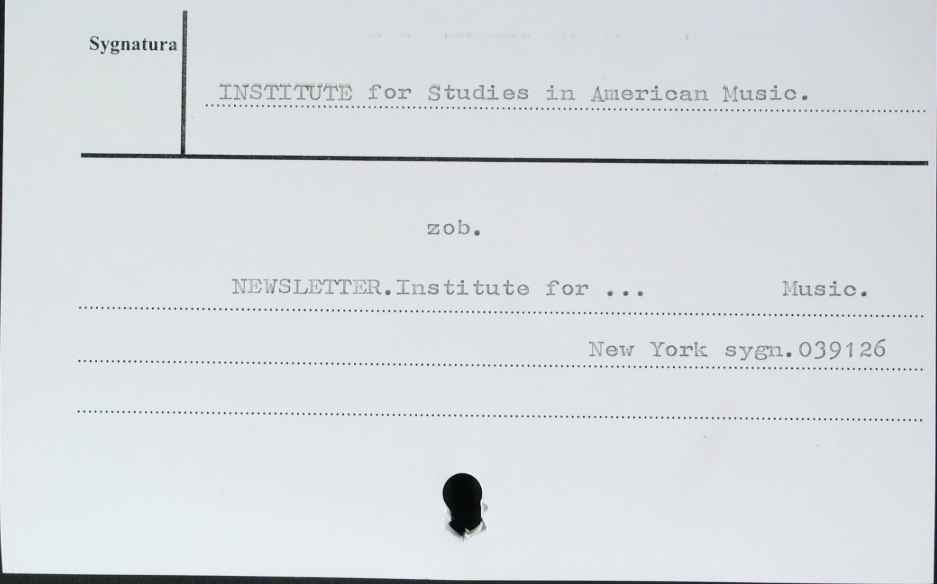 Sygnatura
INSTITUTE for Studies in American Music.
zob.
NEWSLETTER.Institute for ... Music.
New York sygn.039126